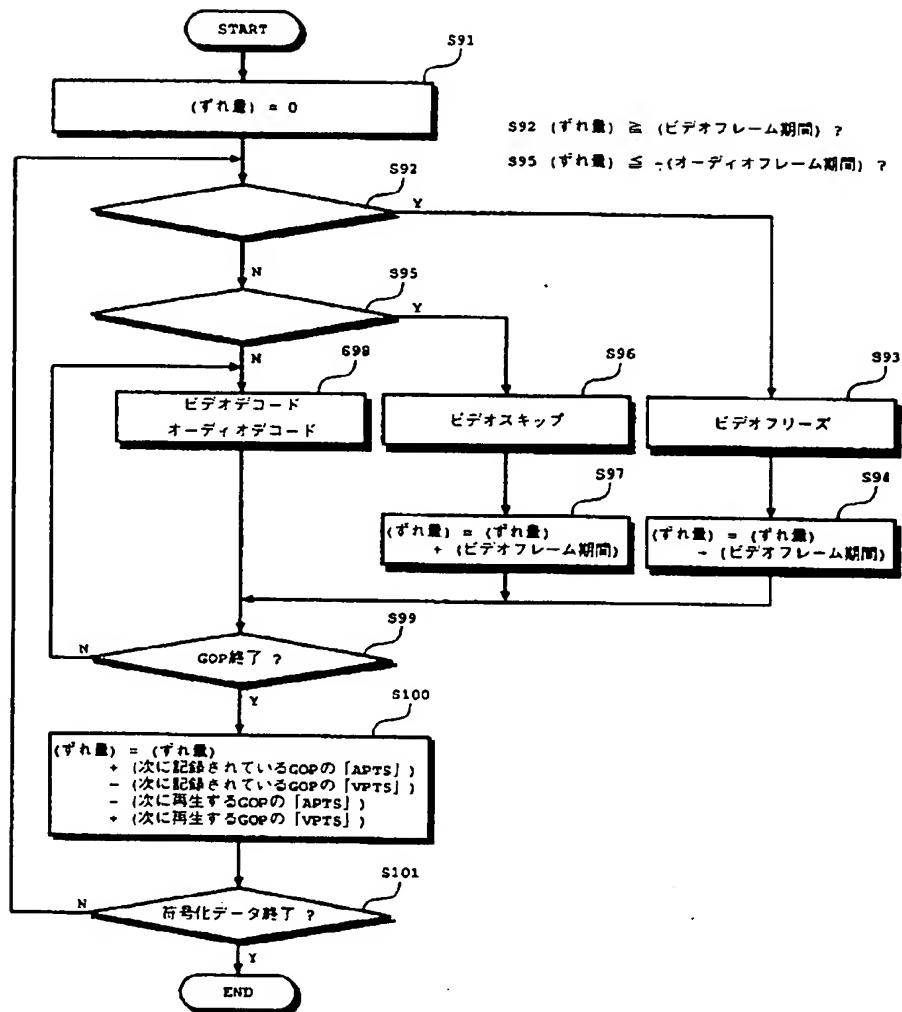 START
S91
(ずれ量) = 0
S92 (ずれ量) ≧ (ビデオフレーム期間) ?
S95 (ずれ量) ≦ -(オーディオフレーム期間) ?
S92
Y
N
S95
Y
N
S98
ビデオデコード
オーディオデコード
S96
ビデオスキップ
S93
ビデオフリーズ
S97
(ずれ量) = (ずれ量)
+ (ビデオフレーム期間)
S94
(ずれ量) = (ずれ量)
- (ビデオフレーム期間)
S99
N
GOP終了 ?
Y
S100
(ずれ量) = (ずれ量)
+ (次に記録されているGOPの「APTS」)
- (次に記録されているGOPの「VPTS」)
- (次に再生するGOPの「APTS」)
+ (次に再生するGOPの「VPTS」)
S101
N
符号化データ終了 ?
Y
END